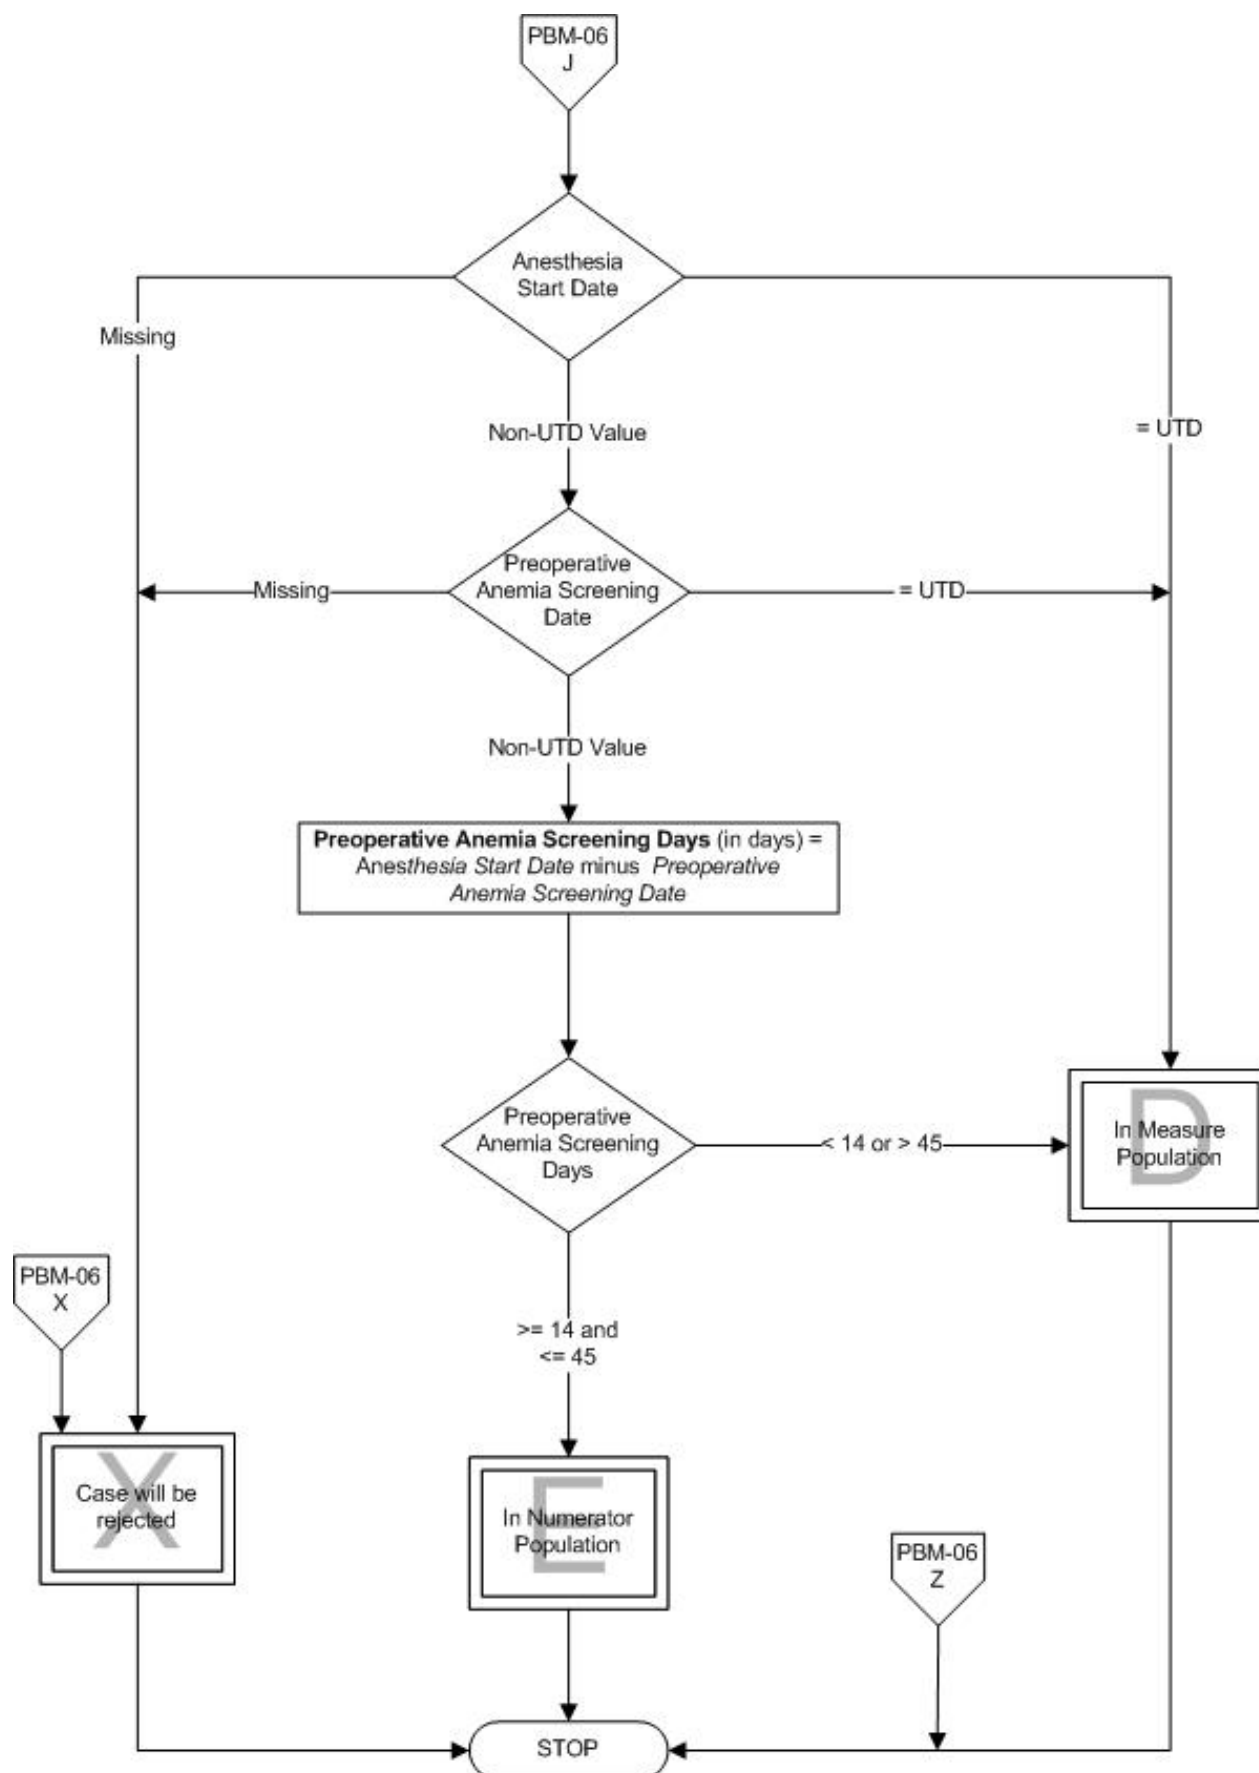 PBM-06
J
Anesthesia
Start Date
Missing
Non-UTD Value
= UTD
Preoperative
Anemia Screening
Date
Missing
= UTD
Non-UTD Value
Preoperative Anemia Screening Days (in days) =
Anesthesia Start Date minus Preoperative
Anemia Screening Date
Preoperative
Anemia Screening
Days
< 14 or > 45
D
In Measure
Population
PBM-06
X
>= 14 and
<= 45
X
Case will be
rejected
E
In Numerator
Population
PBM-06
Z
STOP